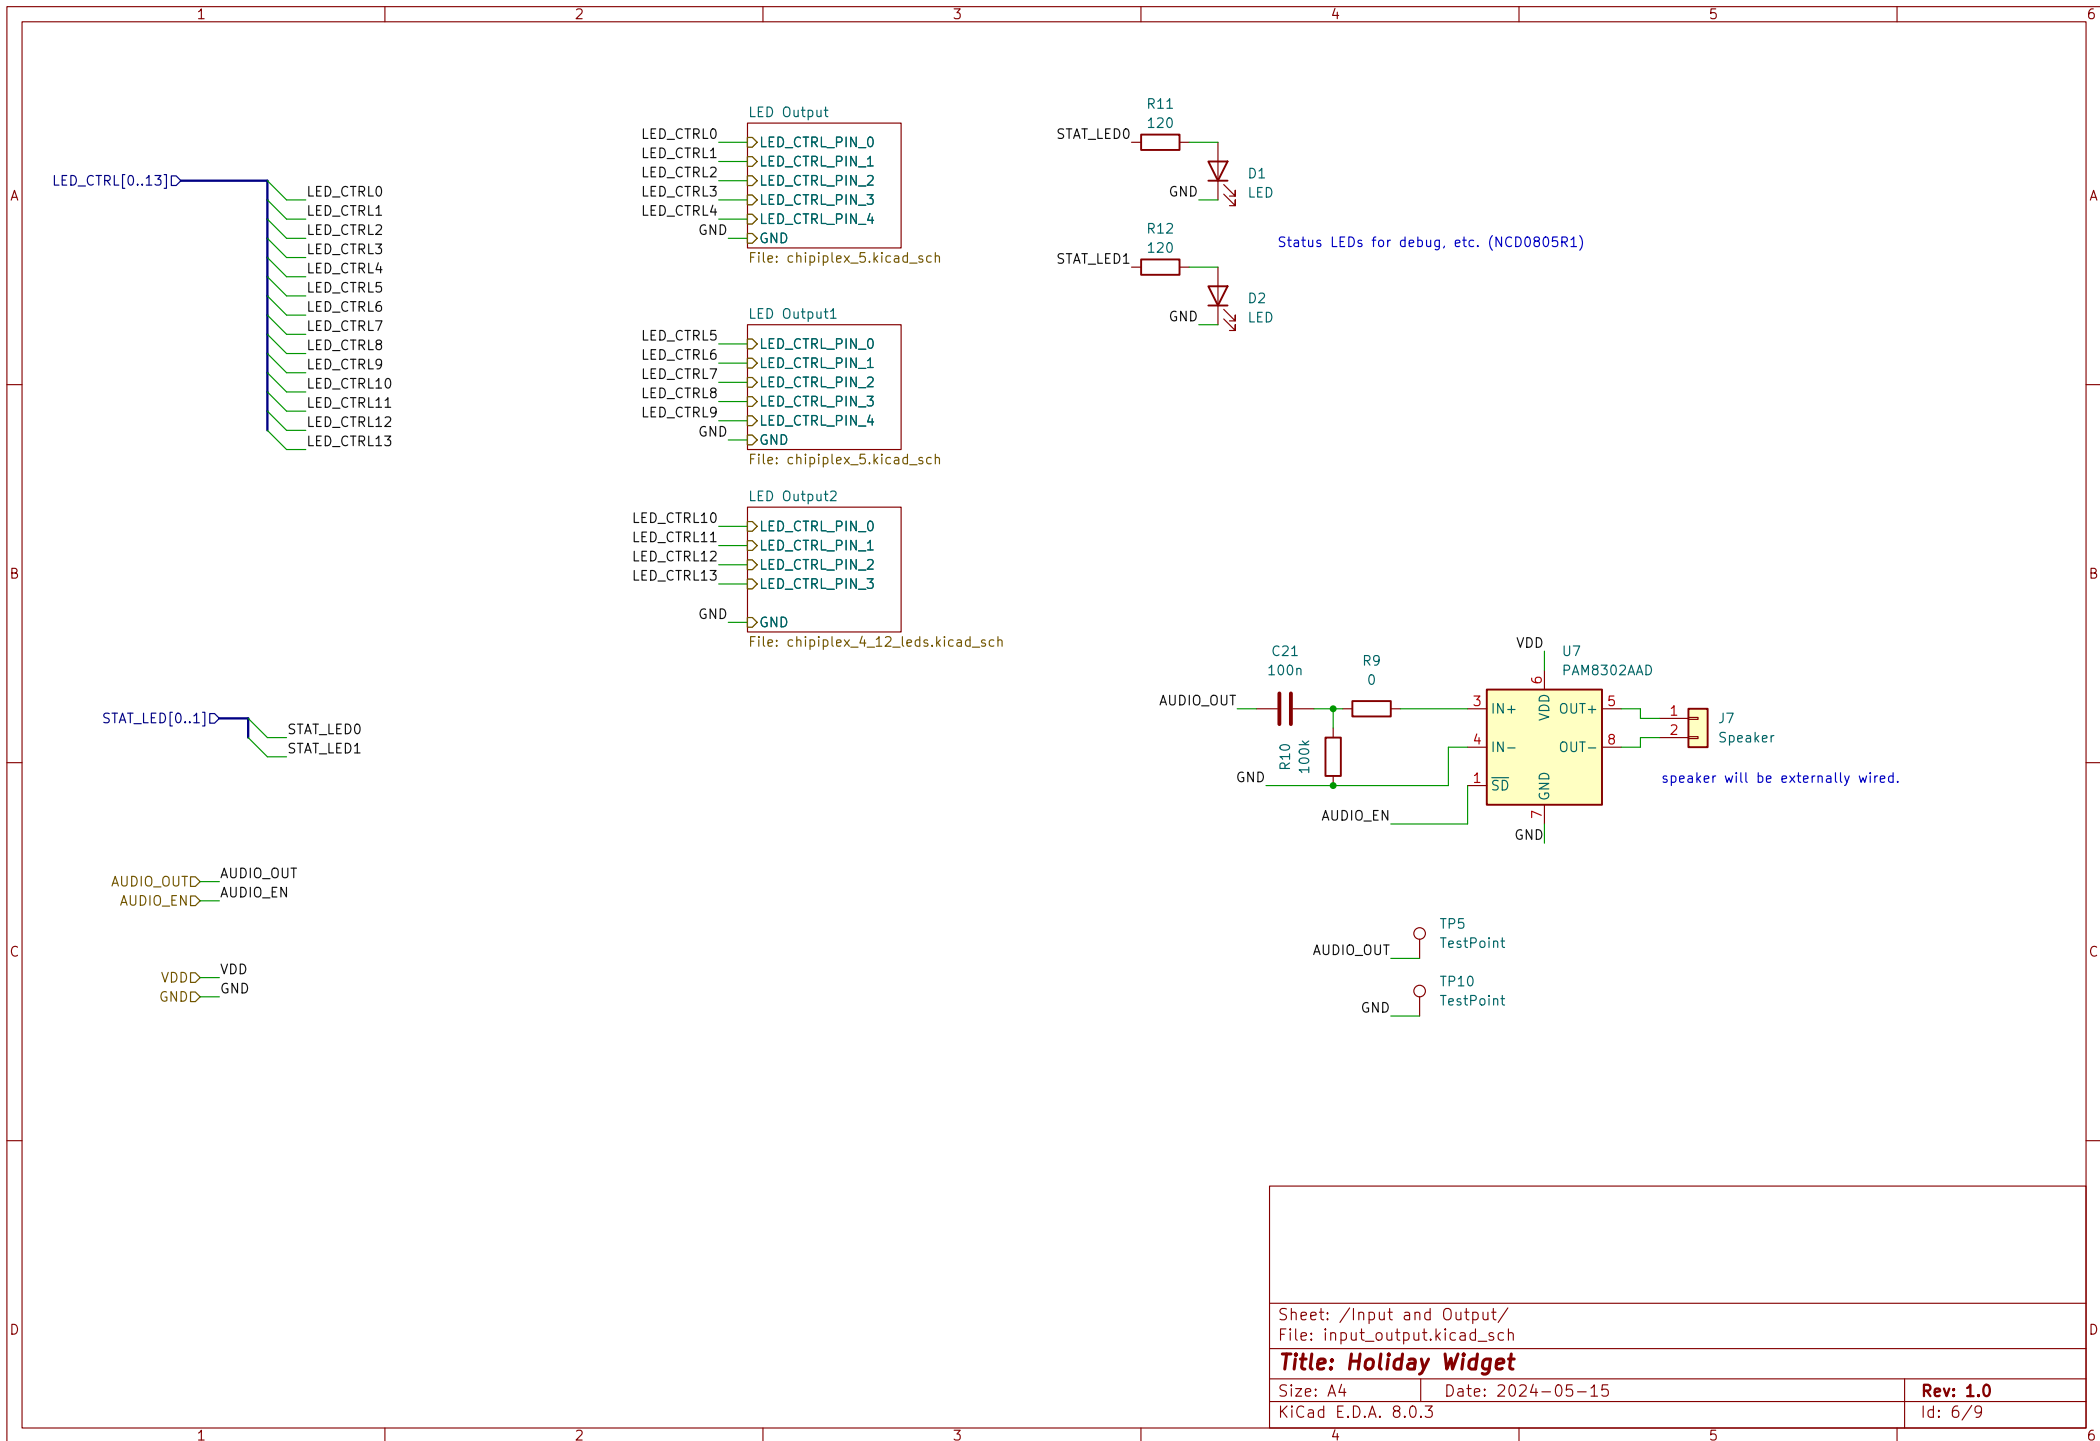 1 2 3 4 5 6
A
B
C
D
A
B
C
D
LED_CTRL[0..13]
LED_CTRL0
LED_CTRL1
LED_CTRL2
LED_CTRL3
LED_CTRL4
LED_CTRL5
LED_CTRL6
LED_CTRL7
LED_CTRL8
LED_CTRL9
LED_CTRL10
LED_CTRL11
LED_CTRL12
LED_CTRL13
STAT_LED[0..1]
STAT_LED0
STAT_LED1
AUDIO_OUT AUDIO_OUT
AUDIO_EN AUDIO_EN
VDD VDD
GND GND
LED Output
LED_CTRL0 LED_CTRL_PIN_0
LED_CTRL1 LED_CTRL_PIN_1
LED_CTRL2 LED_CTRL_PIN_2
LED_CTRL3 LED_CTRL_PIN_3
LED_CTRL4 LED_CTRL_PIN_4
GND GND
File: chipiplex_5.kicad_sch
LED Output1
LED_CTRL5 LED_CTRL_PIN_0
LED_CTRL6 LED_CTRL_PIN_1
LED_CTRL7 LED_CTRL_PIN_2
LED_CTRL8 LED_CTRL_PIN_3
LED_CTRL9 LED_CTRL_PIN_4
GND GND
File: chipiplex_5.kicad_sch
LED Output2
LED_CTRL10 LED_CTRL_PIN_0
LED_CTRL11 LED_CTRL_PIN_1
LED_CTRL12 LED_CTRL_PIN_2
LED_CTRL13 LED_CTRL_PIN_3
GND GND
File: chipiplex_4_12_leds.kicad_sch
R11
120
STAT_LED0
D1
LED
GND
R12
120
STAT_LED1
D2
LED
GND
Status LEDs for debug, etc. (NCD0805R1)
C21
100n
R9
0
AUDIO_OUT
R10
100k
GND
AUDIO_EN
VDD
U7
PAM8302AAD
6
VDD
3 IN+
4 IN-
1 SD
OUT+ 5
OUT- 8
GND
7
GND
1
2
J7
Speaker
speaker will be externally wired.
TP5
TestPoint
AUDIO_OUT
TP10
TestPoint
GND
Sheet: /Input and Output/
File: input_output.kicad_sch
Title: Holiday Widget
Size: A4 Date: 2024-05-15 Rev: 1.0
KiCad E.D.A. 8.0.3 Id: 6/9
1 2 3 4 5 6